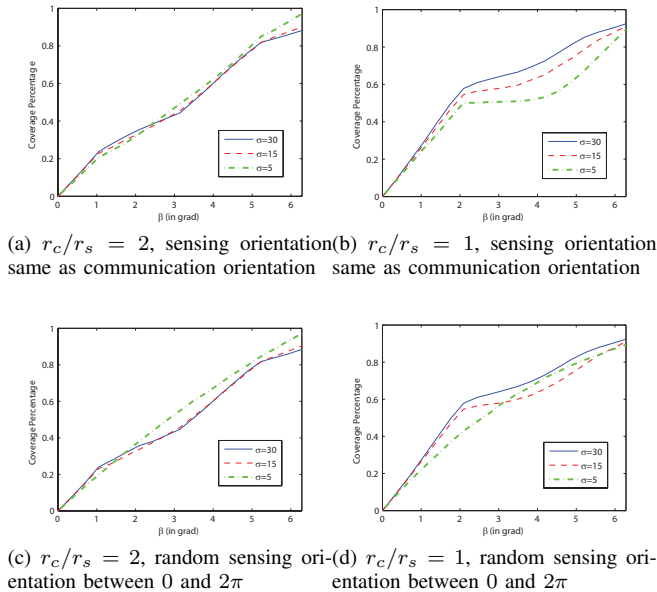 1
0.8
0.6
0.4
0.2
0
0 1 2 3 4 5 6
Coverage Percentage
β (in grad)
σ=30
σ=15
σ=5
(a) r_c/r_s = 2, sensing orientation
same as communication orientation
1
0.8
0.6
0.4
0.2
0
0 1 2 3 4 5 6
Coverage Percentage
β (in grad)
σ=30
σ=15
σ=5
(b) r_c/r_s = 1, sensing orientation
same as communication orientation
1
0.8
0.6
0.4
0.2
0
0 1 2 3 4 5 6
Coverage Percentage
β (in grad)
σ=30
σ=15
σ=5
(c) r_c/r_s = 2, random sensing ori-
entation between 0 and 2π
1
0.8
0.6
0.4
0.2
0
0 1 2 3 4 5 6
Coverage Percentage
β (in grad)
σ=30
σ=15
σ=5
(d) r_c/r_s = 1, random sensing ori-
entation between 0 and 2π